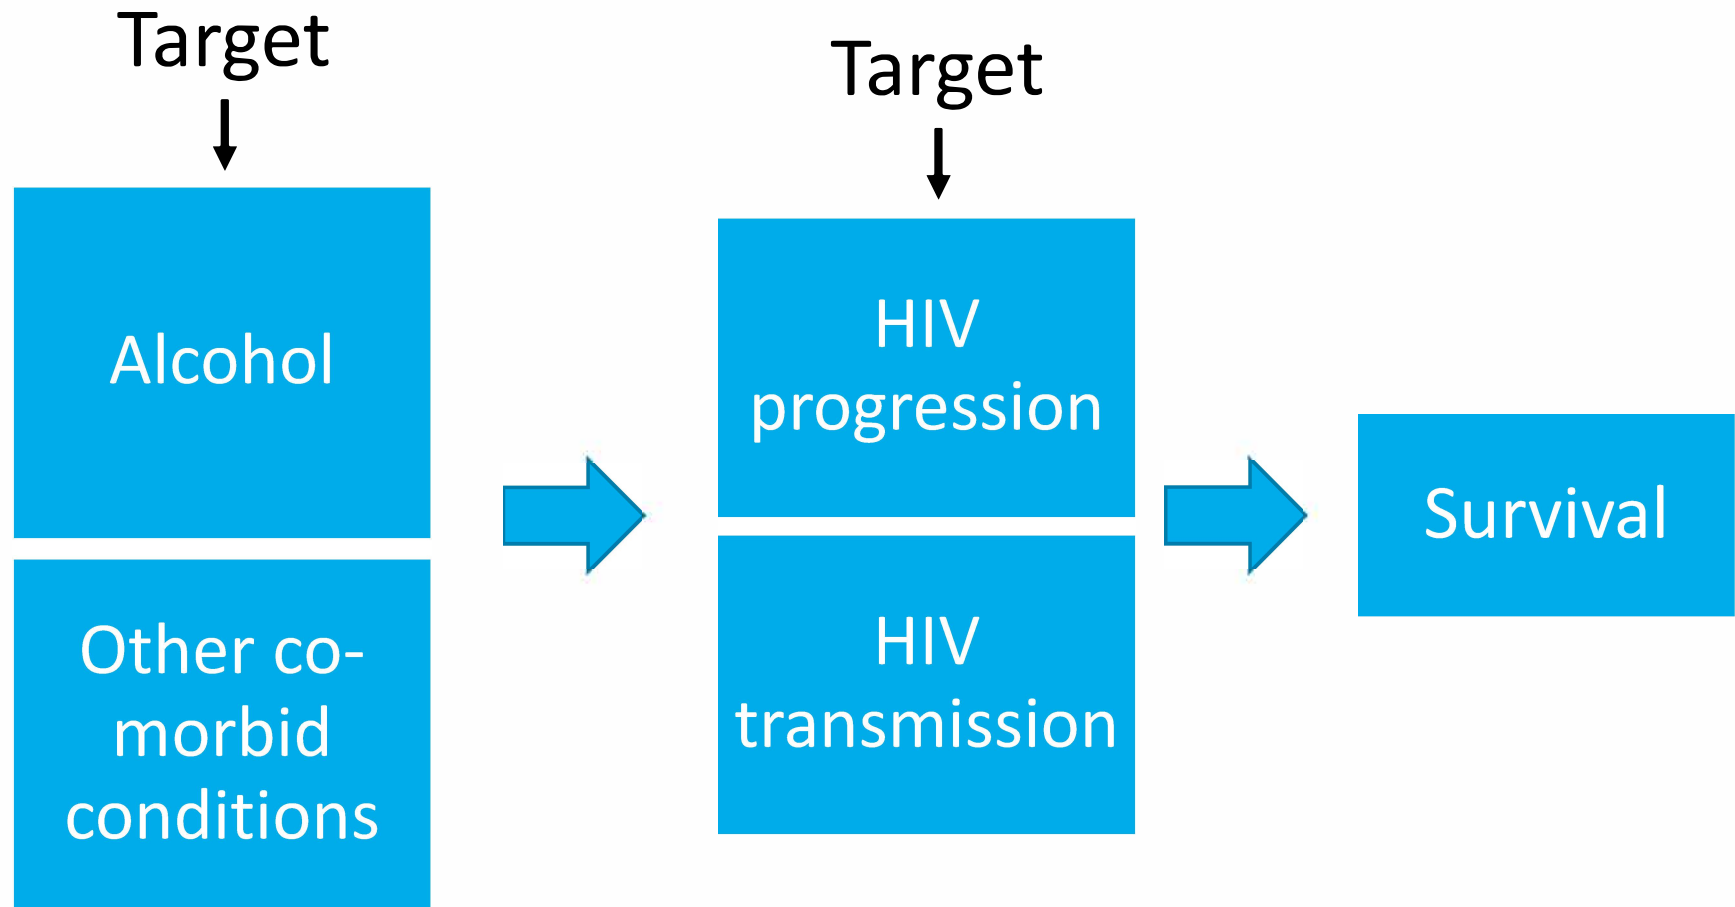 Target
Alcohol
Other co-
morbid
conditions
Target
HIV
progression
HIV
transmission
Survival